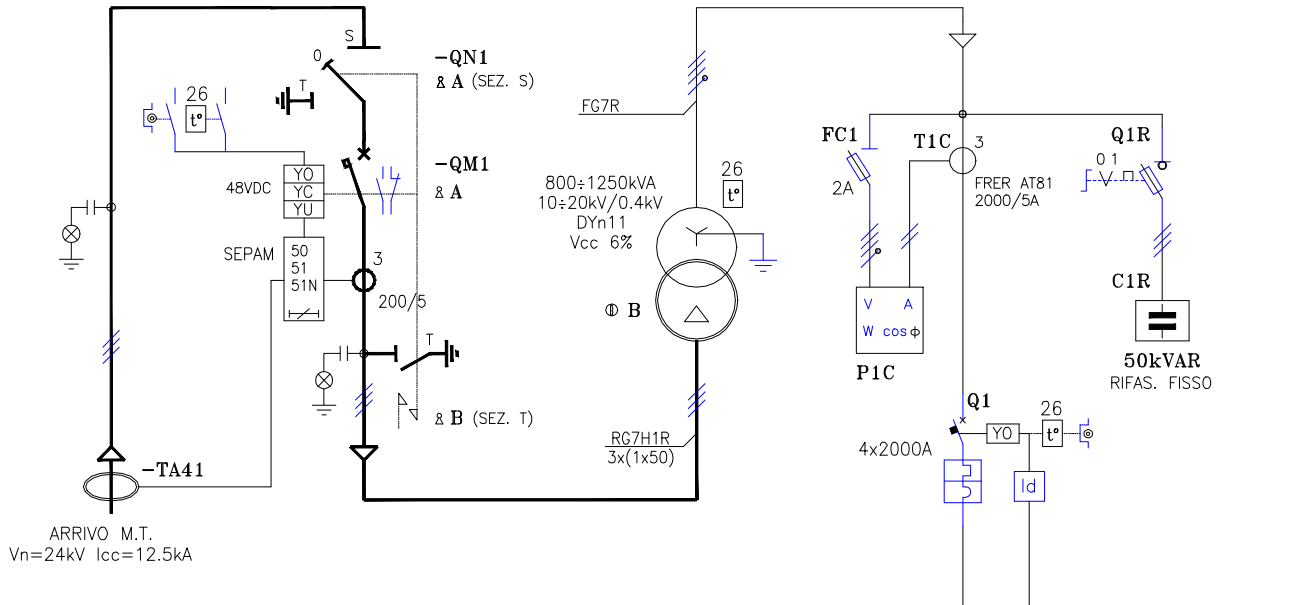 S
O
T
-QN1
& A (SEZ. S)
26
t°
48VDC
YO
YC
YU
-QM1
& A
SEPAM
50
51
51N
3
200/5
T
& B (SEZ. T)
-TA41
ARRIVO M.T.
Vn=24kV Icc=12.5kA
FG7R
800÷1250kVA
10÷20kV/0.4kV
DYn11
Vcc 6%
26
t°
B
RG7H1R
3x(1x50)
FC1
2A
T1C
3
FRER AT81
2000/5A
Q1R
0 1
V A
W cosϕ
P1C
C1R
50kVAR
RIFAS. FISSO
Q1
4x2000A
YO
26
t°
Id